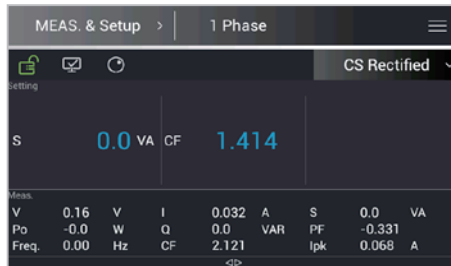 MEAS. & Setup > 1 Phase
CS Rectified
Setting
S 0.0 VA CF 1.414
Meas.
V 0.16 V I 0.032 A S 0.0 VA
Po -0.0 W Q 0.0 VAR PF -0.331
Freq. 0.00 Hz CF 2.121 Ipk 0.068 A